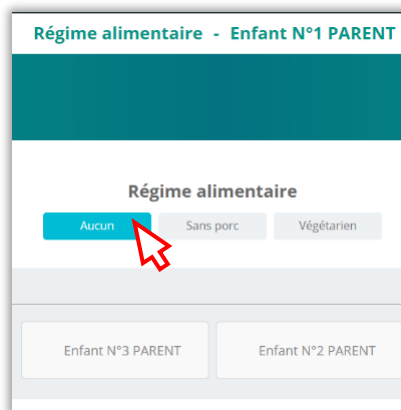 Régime alimentaire - Enfant N°1 PARENT
Régime alimentaire
Aucun Sans porc Végétarien
Enfant N°3 PARENT Enfant N°2 PARENT